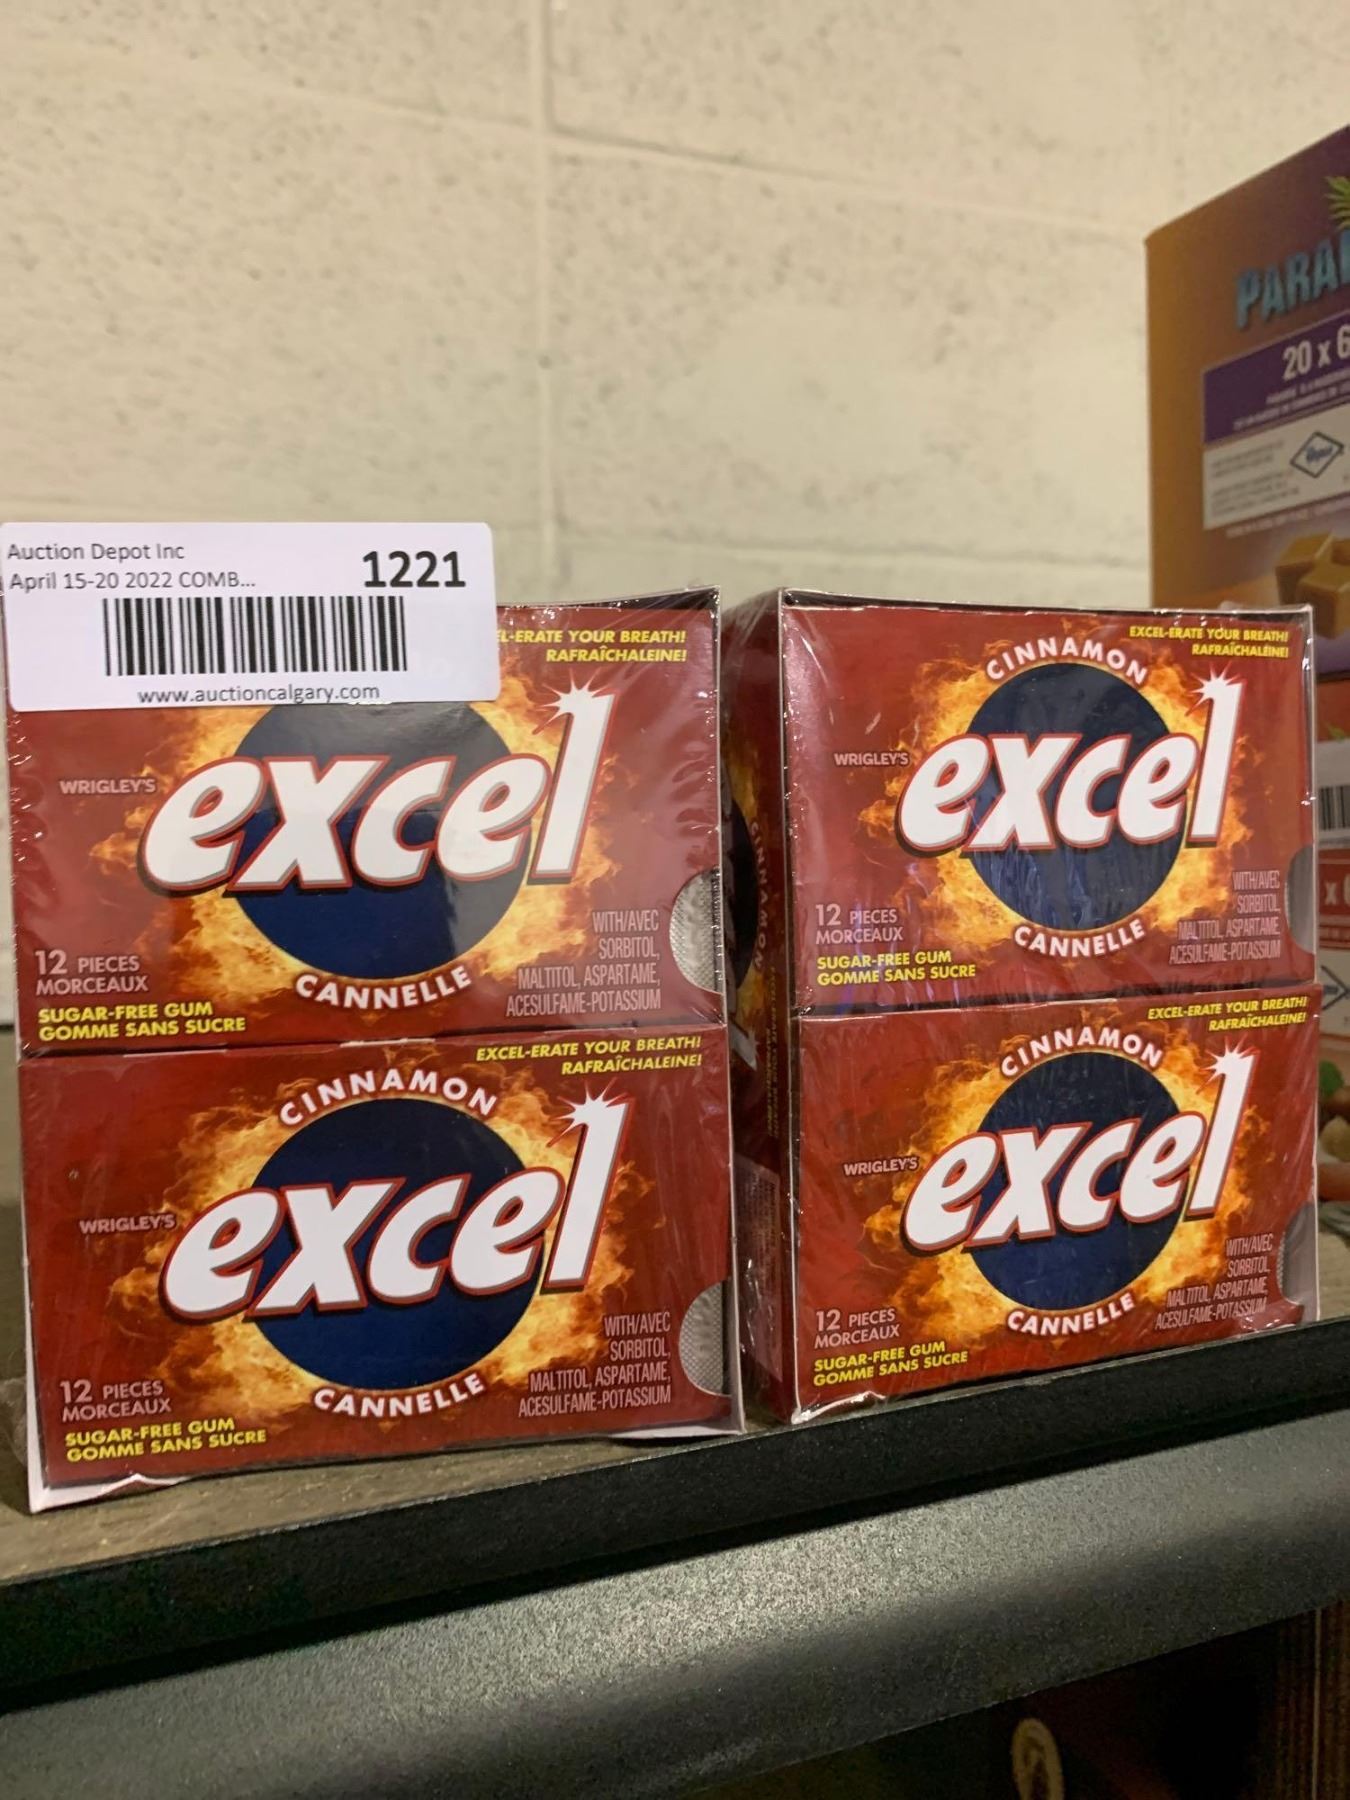 Auction Depot Inc
April 15-20 2022 COMB...
1221
www.auctioncalgary.com
L-ERATE YOUR BREATH!
RAFRAÎCHALEINE!
WRIGLEY'S
excel
12 PIECES
MORCEAUX
SUGAR-FREE GUM
GOMME SANS SUCRE
CANNELLE
WITH/AVEC
SORBITOL,
MALTITOL, ASPARTAME,
ACESULFAME-POTASSIUM
EXCEL-ERATE YOUR BREATH!
RAFRAÎCHALEINE!
CINNAMON
WRIGLEY'S
excel
12 PIECES
MORCEAUX
SUGAR-FREE GUM
GOMME SANS SUCRE
CANNELLE
WITH/AVEC
SORBITOL,
MALTITOL, ASPARTAME,
ACESULFAME-POTASSIUM
CINNAMON
EXCEL-ERATE YOUR BREATH!
RAFRAÎCHALEINE!
CINNAMON
WRIGLEY'S
excel
12 PIECES
MORCEAUX
SUGAR-FREE GUM
GOMME SANS SUCRE
CANNELLE
WITH/AVEC
SORBITOL,
MALTITOL, ASPARTAME,
ACESULFAME-POTASSIUM
EXCEL-ERATE YOUR BREATH!
RAFRAÎCHALEINE!
CINNAMON
WRIGLEY'S
excel
12 PIECES
MORCEAUX
SUGAR-FREE GUM
GOMME SANS SUCRE
CANNELLE
WITH/AVEC
SORBITOL,
MALTITOL, ASPARTAME,
ACESULFAME-POTASSIUM
PARA
20 x 6